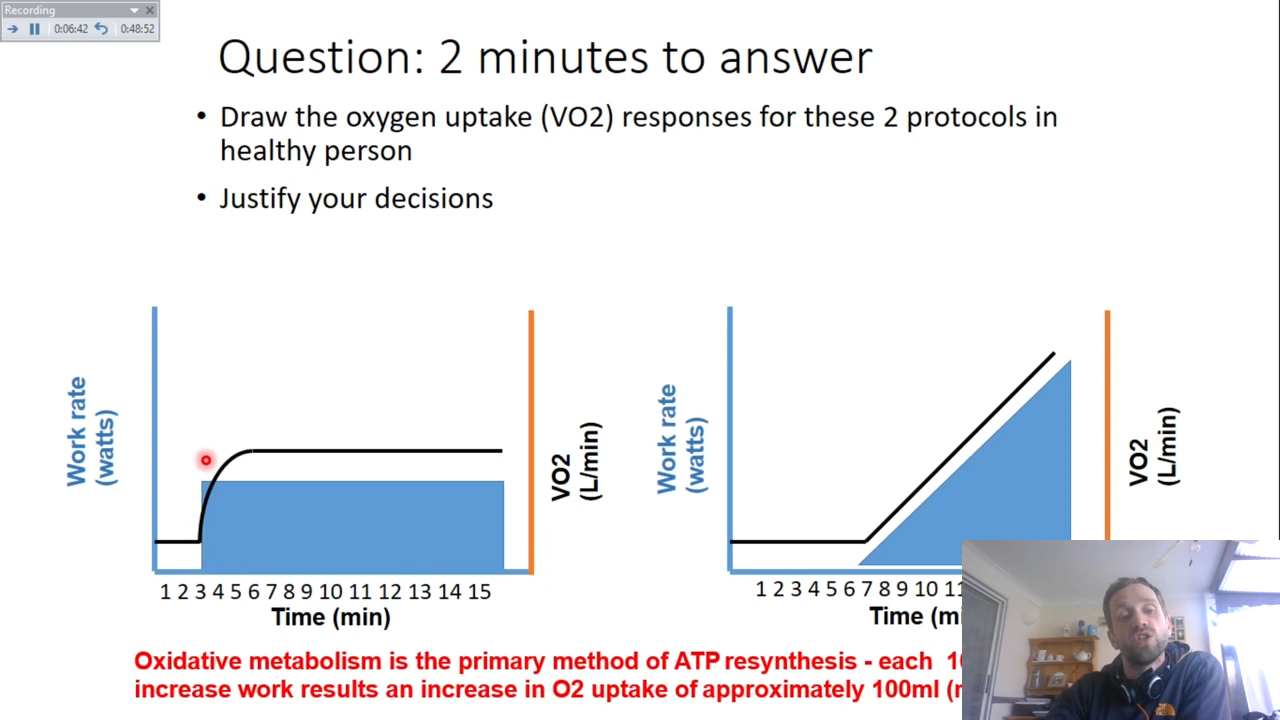 Recording
0:06:42 0:48:52
Question: 2 minutes to answer
• Draw the oxygen uptake (VO2) responses for these 2 protocols in
healthy person
• Justify your decisions
Work rate
(watts)
VO2
(L/min)
1 2 3 4 5 6 7 8 9 10 11 12 13 14 15
Time (min)
Work rate
(watts)
VO2
(L/min)
1 2 3 4 5 6 7 8 9 10
Time
Oxidative metabolism is the primary method of ATP resynthesis - each
increase work results an increase in O2 uptake of approximately 100ml